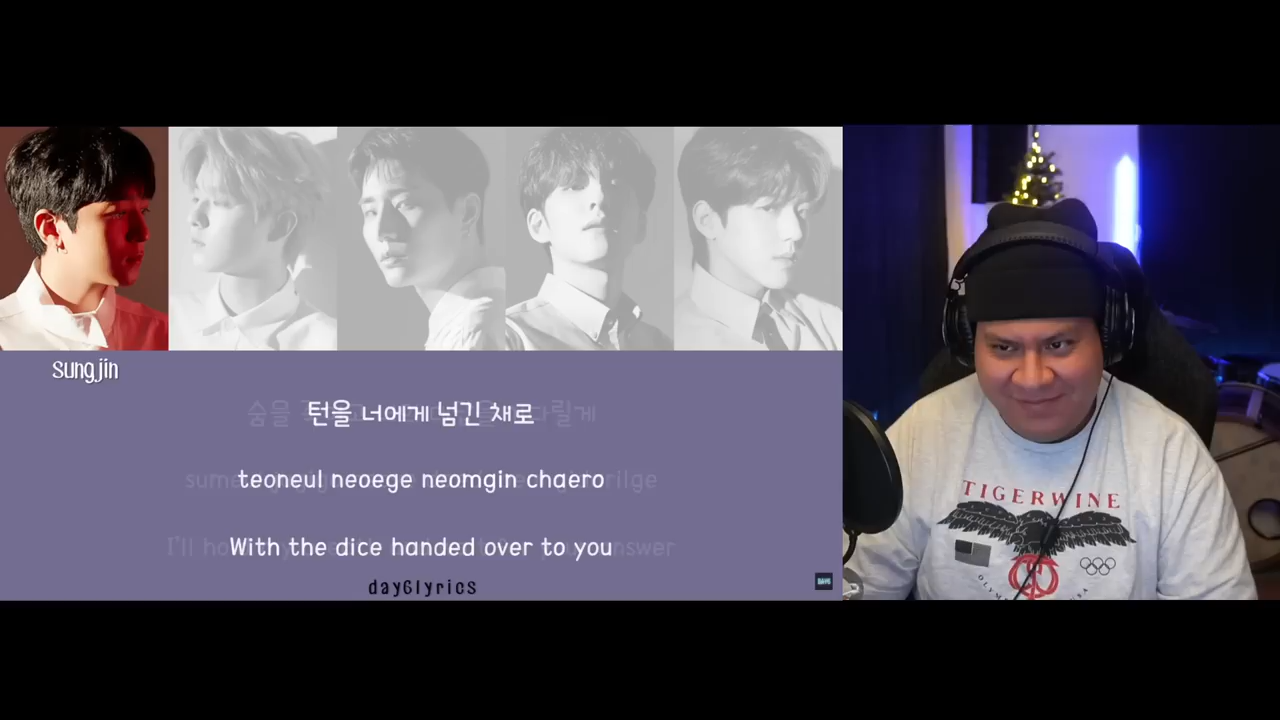 Sungjin
턴을 너에게 넘긴 채로
teoneul neoege neomgin chaero
With the dice handed over to you
day6lyrics
TIGERWINE